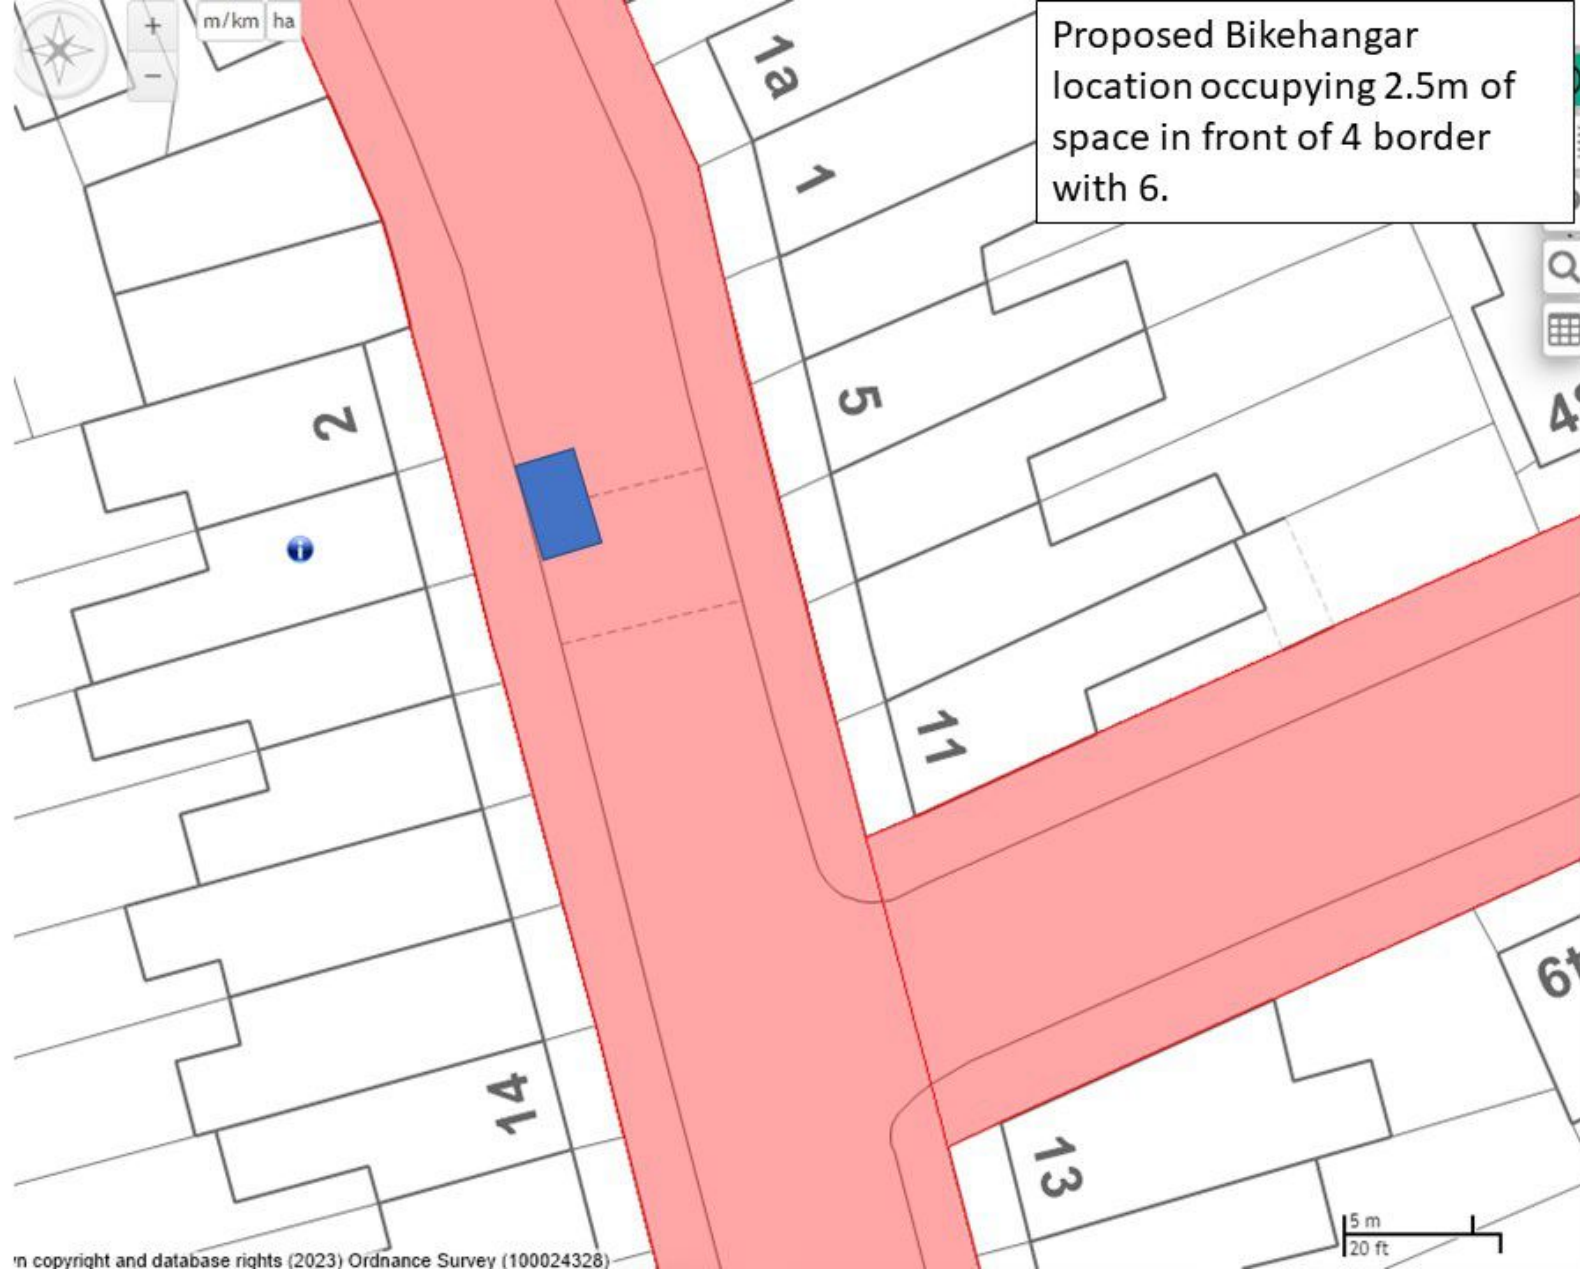 m/km ha
Proposed Bikehangar
location occupying 2.5m of
space in front of 4 border
with 6.
1a
1
2
5
11
14
13
5 m
20 ft
copyright and database rights (2023) Ordnance Survey (100024328)